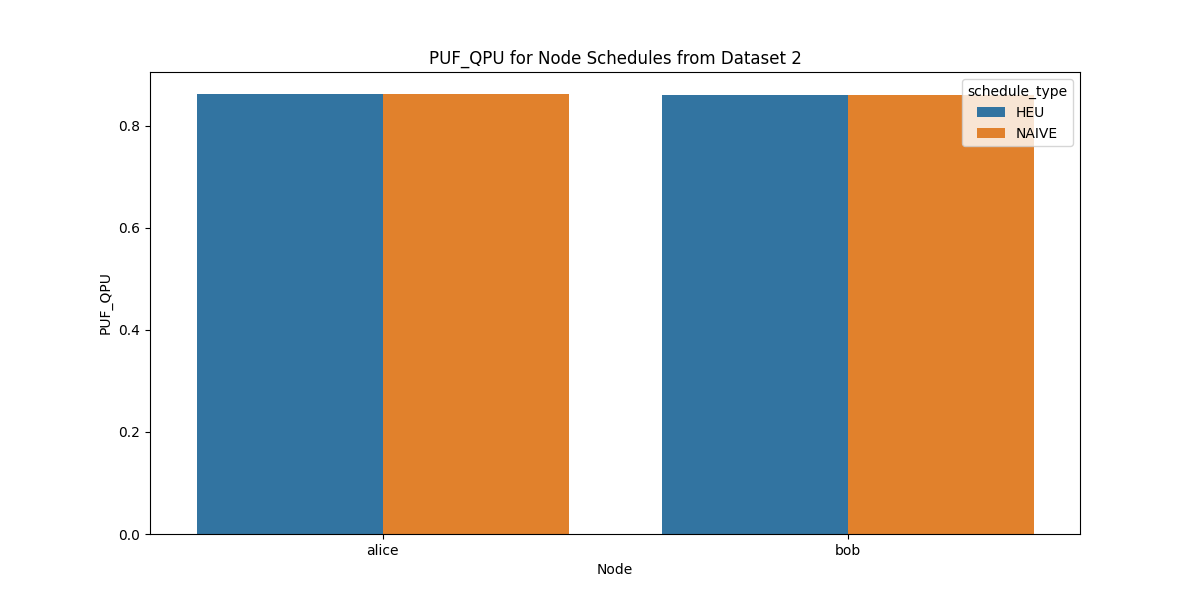 PUF_QPU for Node Schedules from Dataset 2
schedule_type
HEU
NAIVE
PUF_QPU
0.8
0.6
0.4
0.2
0.0
alice
bob
Node